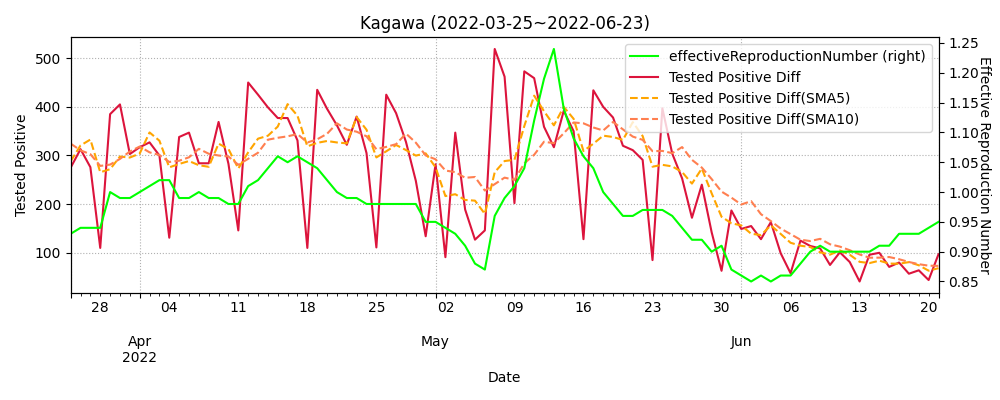 Kagawa (2022-03-25~2022-06-23)
effectiveReproductionNumber (right)
Tested Positive Diff
Tested Positive Diff(SMA5)
Tested Positive Diff(SMA10)
Tested Positive
500
400
300
200
100
1.25
1.20
1.15
1.10
1.05
1.00
0.95
0.90
0.85
Effective Reproduction Number
28 04 11 18 25 02 09 16 23 30 06 13 20
Apr May Jun
2022
Date